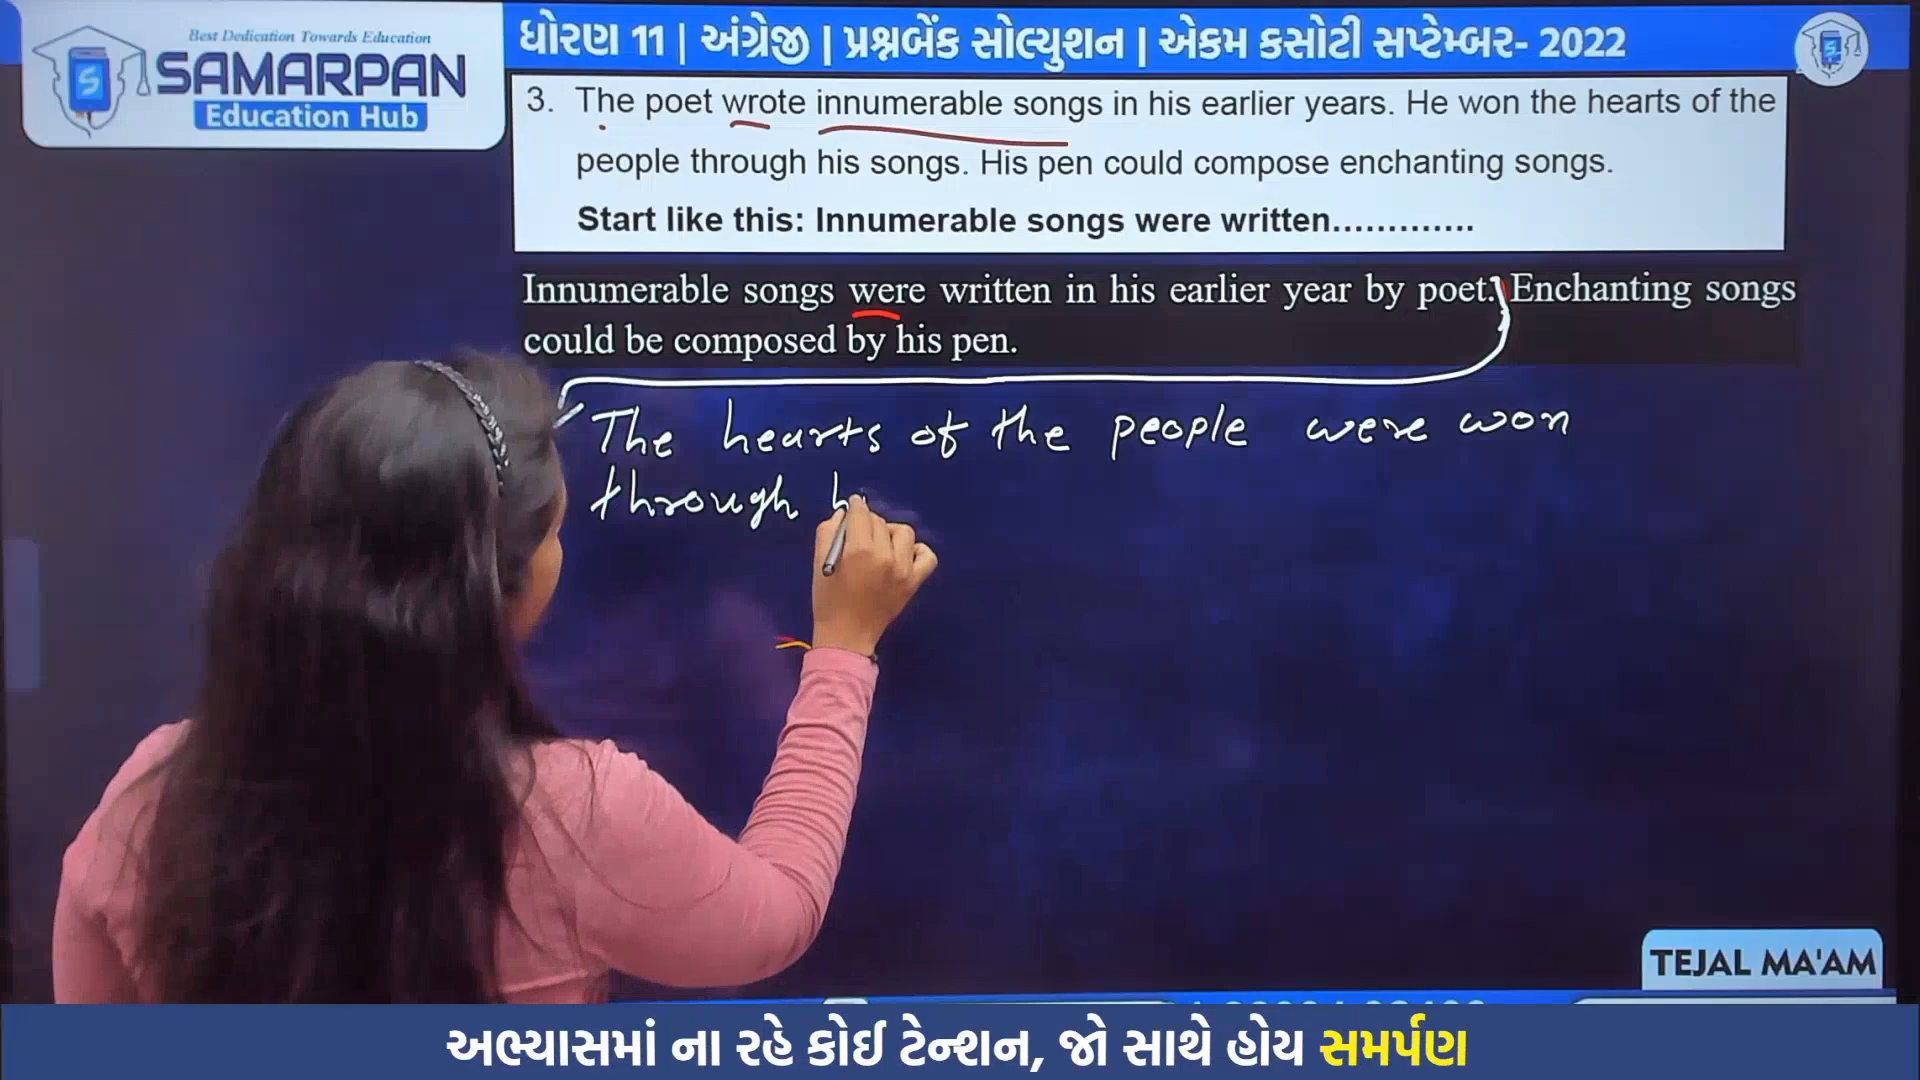 Best Dedication Towards Education
SAMARPAN
Education Hub
ધોરણ 11 | અંગ્રેજી | પ્રશ્નબેંક સોલ્યુશન | એકમ કસોટી સપ્ટેમ્બર- 2022
3. The poet wrote innumerable songs in his earlier years. He won the hearts of the
people through his songs. His pen could compose enchanting songs.
Start like this: Innumerable songs were written.............
Innumerable songs were written in his earlier year by poet. Enchanting songs
could be composed by his pen.
The hearts of the people were won
through h
TEJAL MA'AM
અભ્યાસમાં ના રહે કોઈ ટેન્શન, જો સાથે હોય સમર્પણ